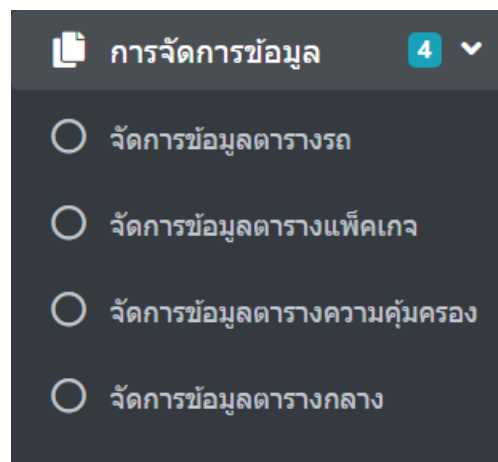 การจัดการข้อมูล 4
จัดการข้อมูลตารางรถ
จัดการข้อมูลตารางแพ็คเกจ
จัดการข้อมูลตารางความคุ้มครอง
จัดการข้อมูลตารางกลาง